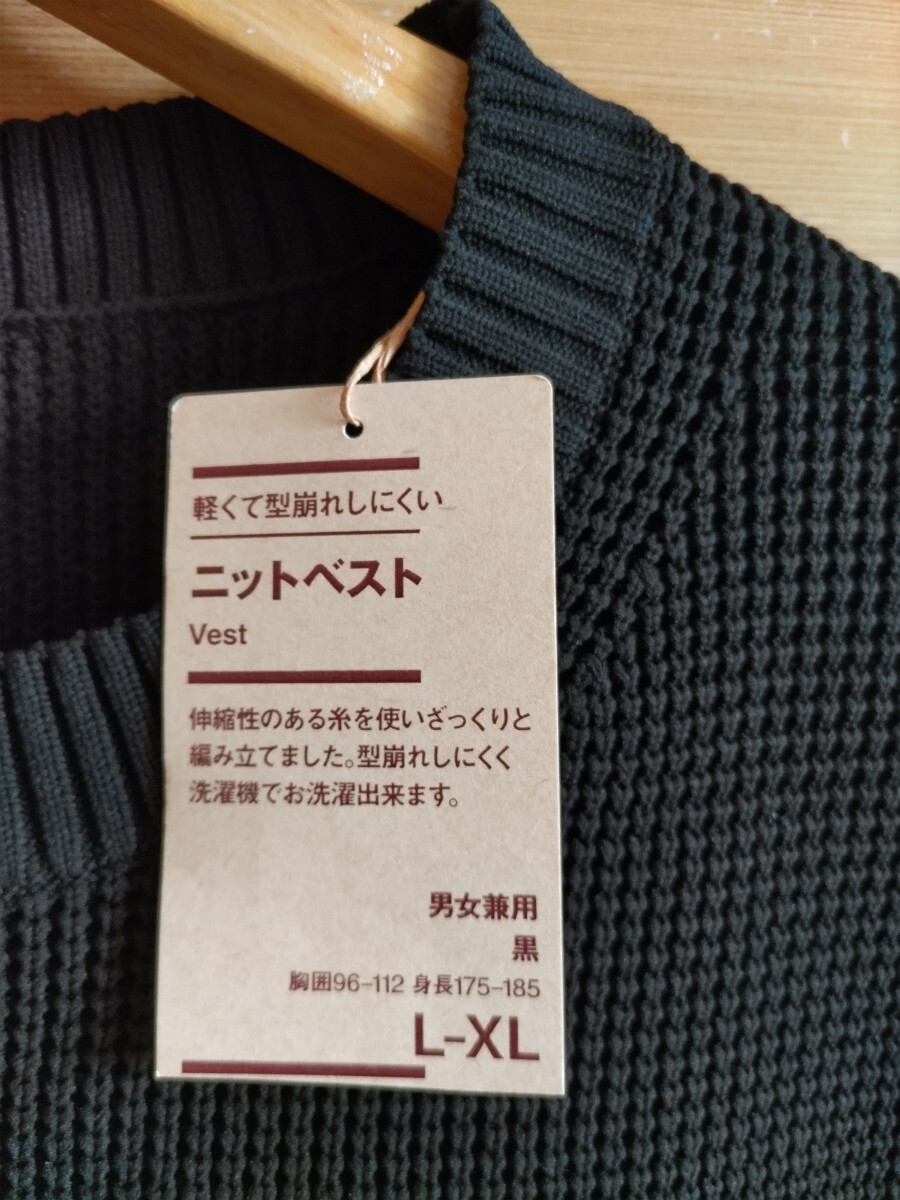 軽くて型崩れしにくい
ニットベスト
Vest
伸縮性のある糸を使いざっくりと
編み立てました。型崩れしにくく
洗濯機でお洗濯出来ます。
男女兼用
黒
胸囲96–112 身長175–185
L–XL